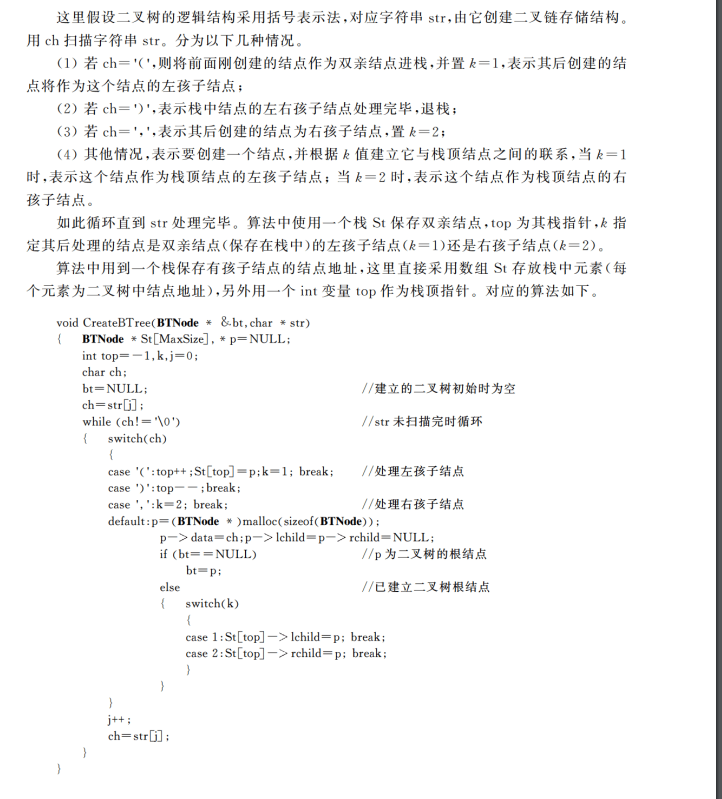 这里假设二叉树的逻辑结构采用括号表示法,对应字符串 str,由它创建二叉链存储结构。
用 ch 扫描字符串 str。分为以下几种情况。
(1) 若 ch='(',则将前面刚创建的结点作为双亲结点进栈,并置 k=1,表示其后创建的结
点将作为这个结点的左孩子结点;
(2) 若 ch=')',表示栈中结点的左右孩子结点处理完毕,退栈;
(3) 若 ch=',',表示其后创建的结点为右孩子结点,置 k=2;
(4) 其他情况,表示要创建一个结点,并根据 k 值建立它与栈顶结点之间的联系,当 k=1
时,表示这个结点作为栈顶结点的左孩子结点;当 k=2 时,表示这个结点作为栈顶结点的右
孩子结点。
如此循环直到 str 处理完毕。算法中使用一个栈 St 保存双亲结点,top 为其栈指针,k 指
定其后处理的结点是双亲结点(保存在栈中)的左孩子结点(k=1)还是右孩子结点(k=2)。
算法中用到一个栈保存有孩子结点的结点地址,这里直接采用数组 St 存放栈中元素(每
个元素为二叉树中结点地址),另外用一个 int 变量 top 作为栈顶指针。对应的算法如下。
void CreateBTree(BTNode * &bt,char * str)
{ BTNode * St[MaxSize], * p=NULL;
int top=-1,k,j=0;
char ch;
bt=NULL; //建立的二叉树初始时为空
ch=str[j];
while (ch!='\0') //str 未扫描完时循环
{ switch(ch)
{
case '(':top++;St[top]=p;k=1; break; //处理左孩子结点
case ')':top--;break;
case ',':k=2; break; //处理右孩子结点
default:p=(BTNode *)malloc(sizeof(BTNode));
p->data=ch;p->lchild=p->rchild=NULL;
if (bt==NULL) //p 为二叉树的根结点
bt=p;
else //已建立二叉树根结点
{ switch(k)
{
case 1:St[top]->lchild=p; break;
case 2:St[top]->rchild=p; break;
}
}
}
j++;
ch=str[j];
}
}